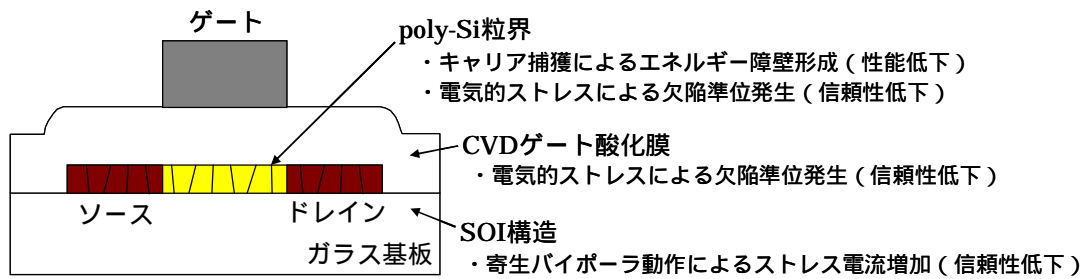 ゲート
poly-Si粒界
・キャリア捕獲によるエネルギー障壁形成(性能低下)
・電気的ストレスによる欠陥準位発生(信頼性低下)
CVDゲート酸化膜
・電気的ストレスによる欠陥準位発生(信頼性低下)
ソース
ドレイン
SOI構造
ガラス基板
・寄生バイポーラ動作によるストレス電流増加(信頼性低下)